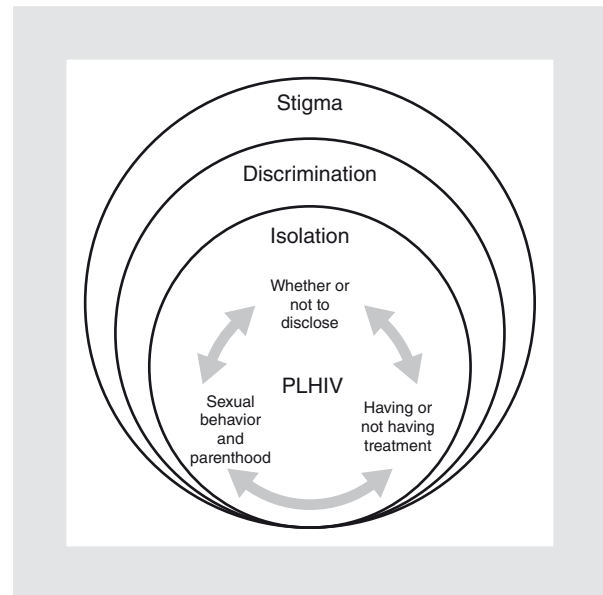 Stigma
Discrimination
Isolation
Whether or
not to
disclose
PLHIV
Sexual
behavior
and
parenthood
Having or
not having
treatment